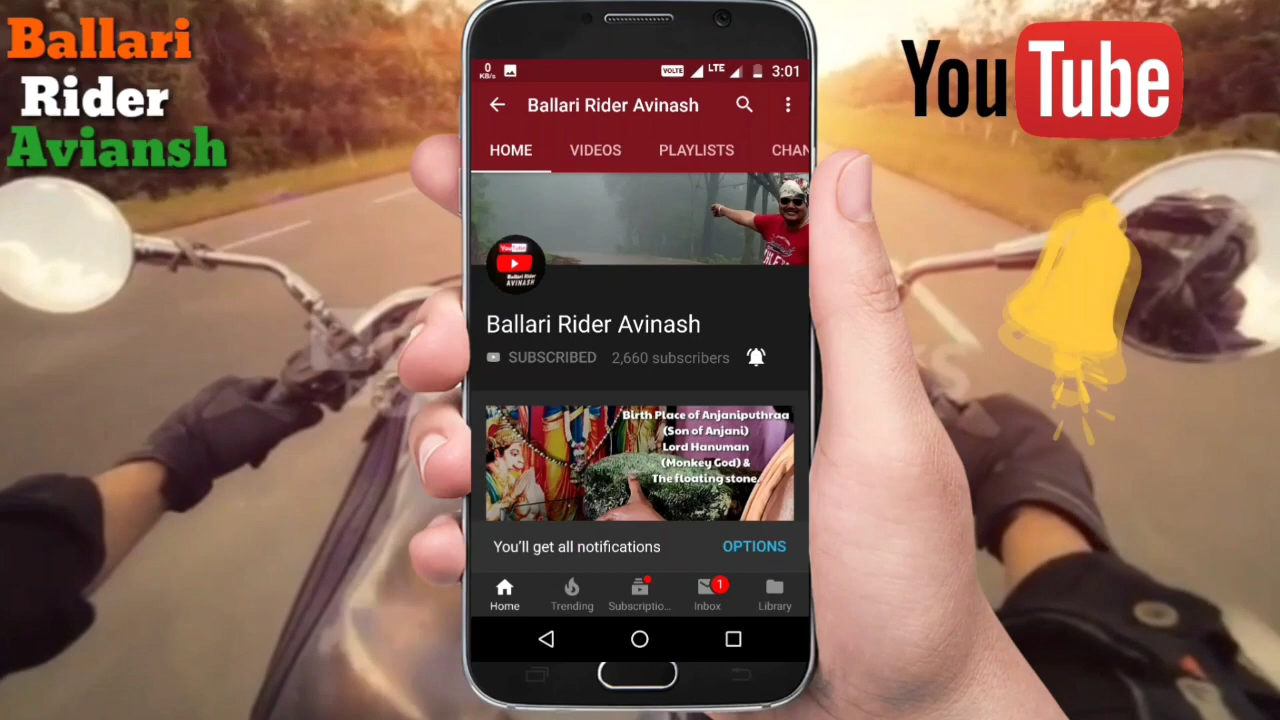 Ballari
Rider
Aviansh
YouTube
0
KB/s
VOLTE
LTE
3:01
Ballari Rider Avinash
HOME
VIDEOS
PLAYLISTS
CHAN
YouTube
Ballari Rider
AVINASH
Ballari Rider Avinash
SUBSCRIBED
2,660 subscribers
Birth Place of Anjaniputhraa
(Son of Anjani)
Lord Hanuman
(Monkey God) &
The floating stone.
You'll get all notifications
OPTIONS
1
Home
Trending
Subscriptio...
Inbox
Library